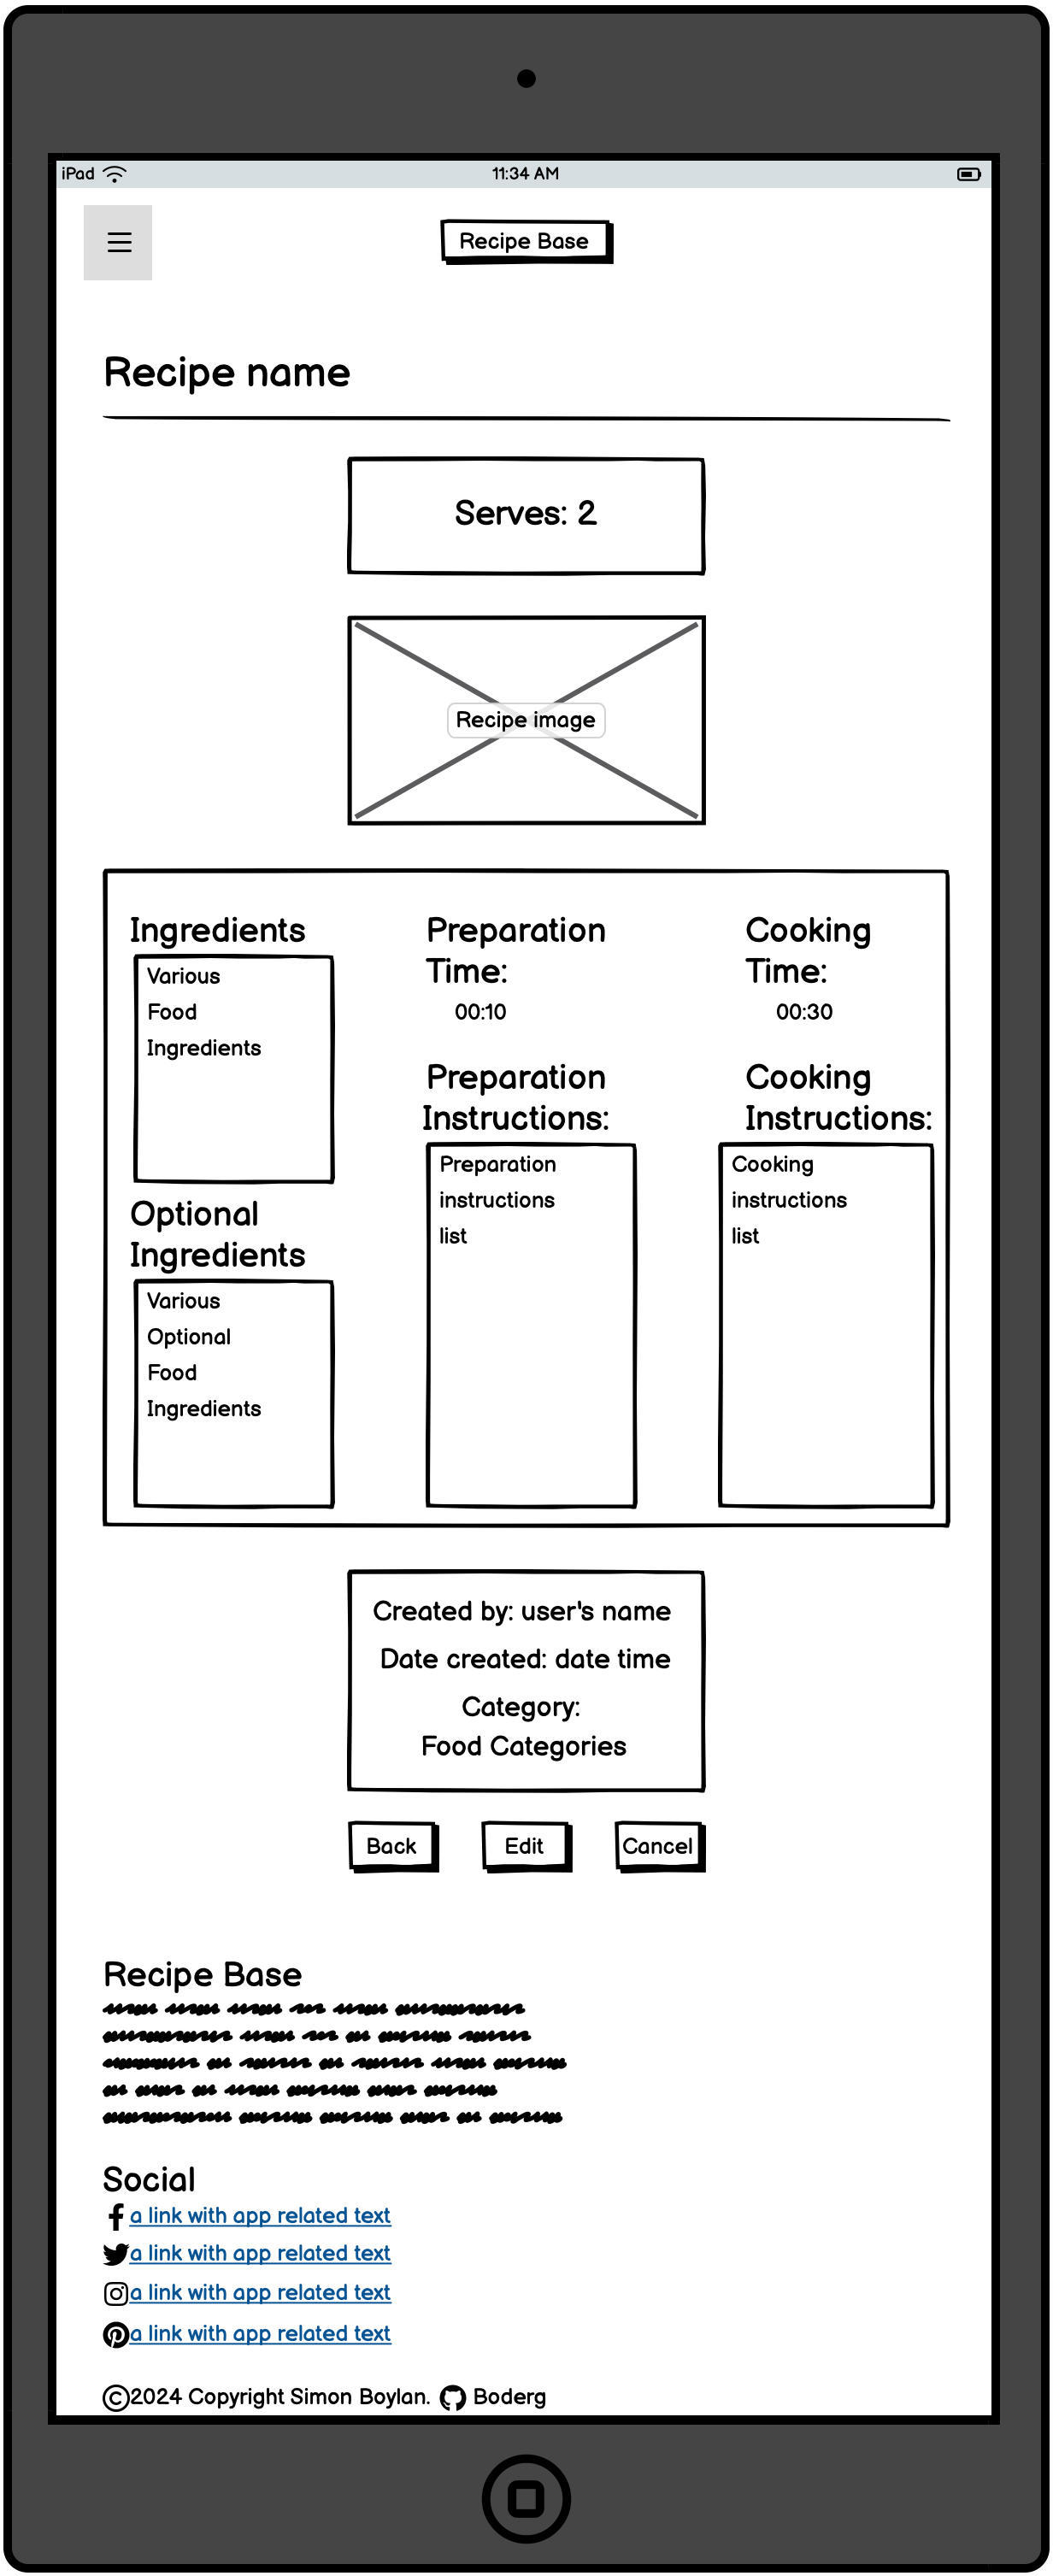 iPad
11:34 AM
Recipe Base
Recipe name
Serves: 2
Recipe image
Ingredients
Various
Food
Ingredients
Optional
Ingredients
Various
Optional
Food
Ingredients
Preparation
Time:
00:10
Preparation
Instructions:
Preparation
instructions
list
Cooking
Time:
00:30
Cooking
Instructions:
Cooking
instructions
list
Created by: user's name
Date created: date time
Category:
Food Categories
Back
Edit
Cancel
Recipe Base
Social
a link with app related text
a link with app related text
a link with app related text
a link with app related text
©2024 Copyright Simon Boylan. Boderg